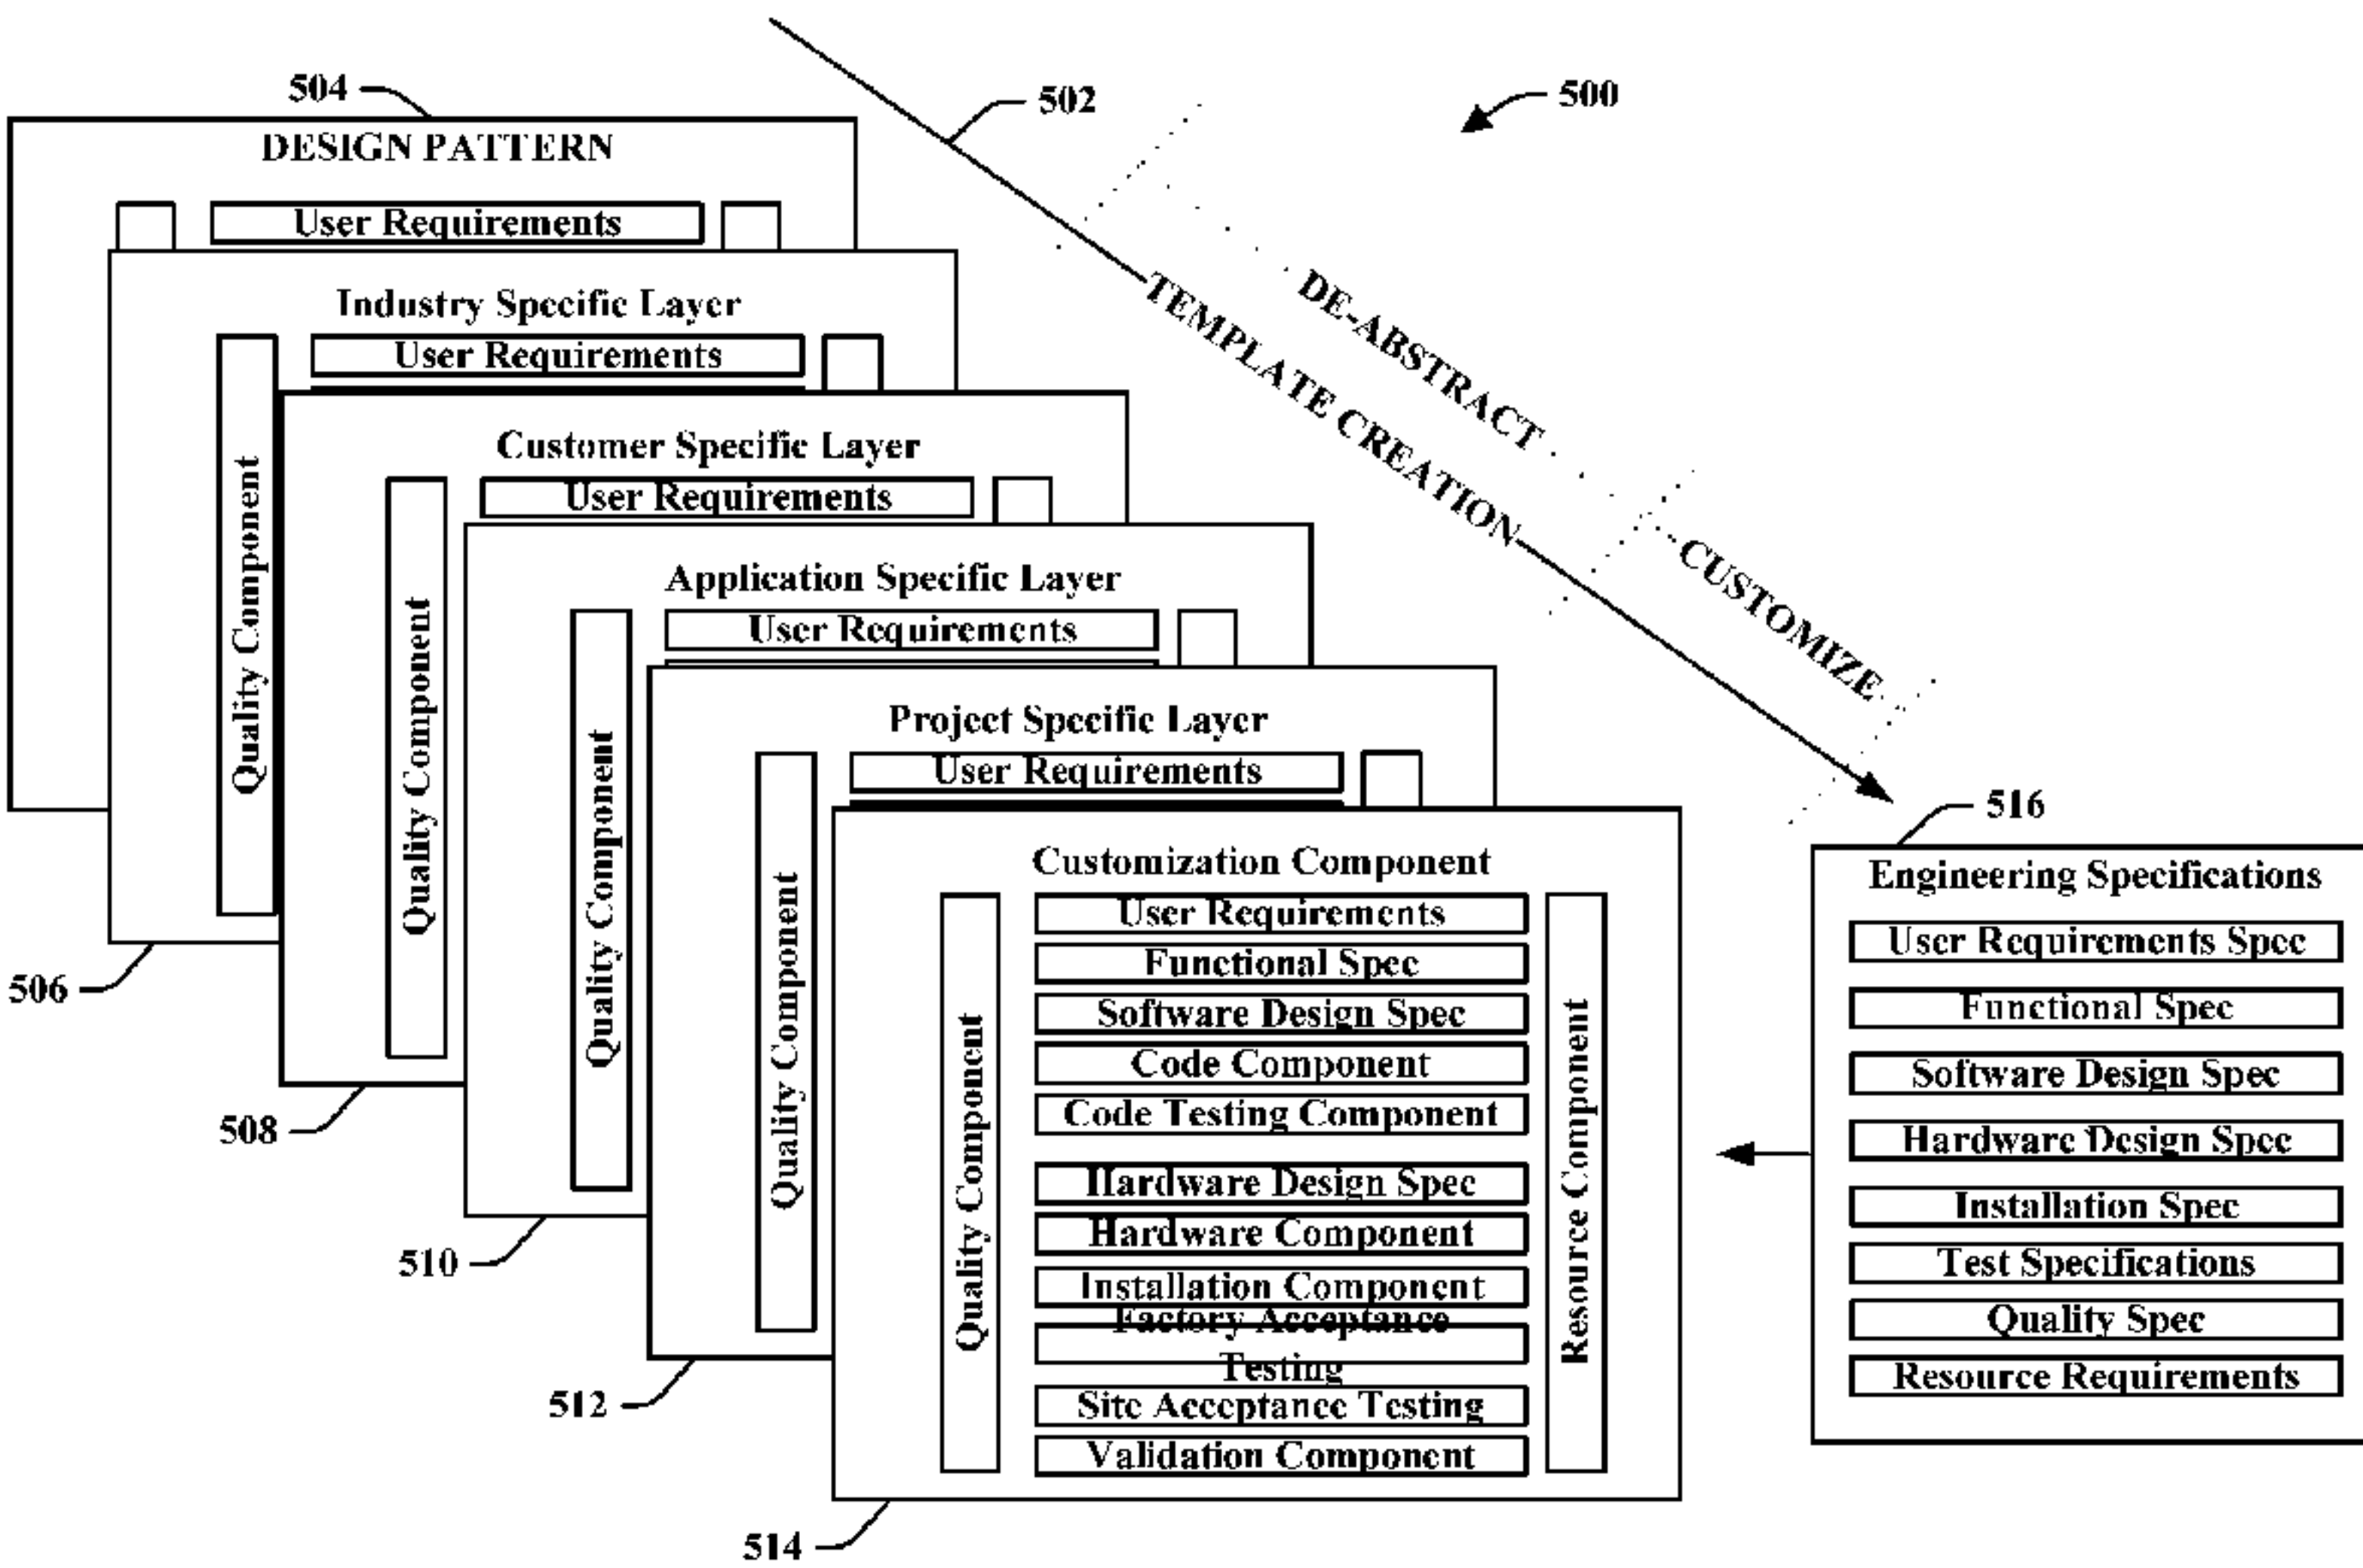 504
502
500
DESIGN PATTERN
User Requirements
Industry Specific Layer
User Requirements
Quality Component
Customer Specific Layer
User Requirements
Quality Component
Application Specific Layer
User Requirements
Quality Component
Project Specific Layer
User Requirements
Quality Component
DE-ABSTRACT
TEMPLATE CREATION
CUSTOMIZE
506
508
510
512
514
516
Customization Component
Quality Component
User Requirements
Functional Spec
Software Design Spec
Code Component
Code Testing Component
Hardware Design Spec
Hardware Component
Installation Component
Factory Acceptance
Testing
Site Acceptance Testing
Validation Component
Resource Component
Engineering Specifications
User Requirements Spec
Functional Spec
Software Design Spec
Hardware Design Spec
Installation Spec
Test Specifications
Quality Spec
Resource Requirements